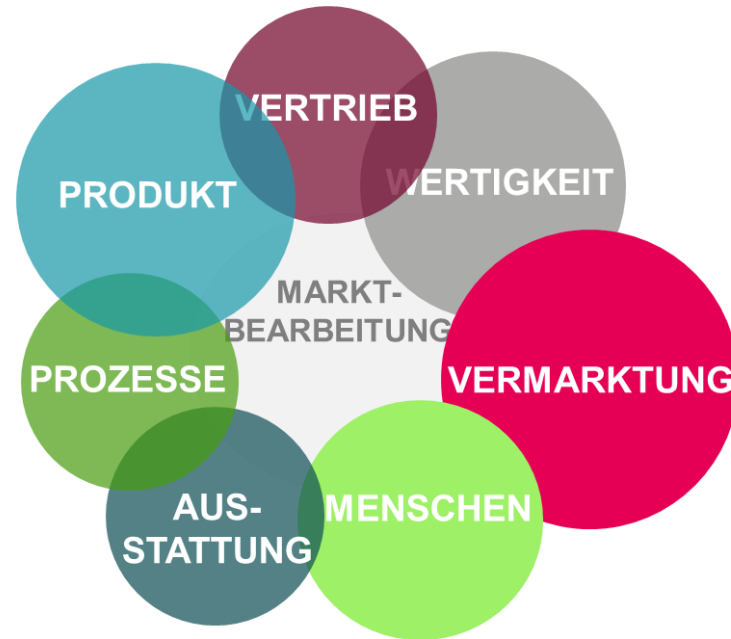 VERTRIEB
WERTIGKEIT
PRODUKT
MARKT-
BEARBEITUNG
PROZESSE
VERMARKTUNG
AUS-
STATTUNG
MENSCHEN